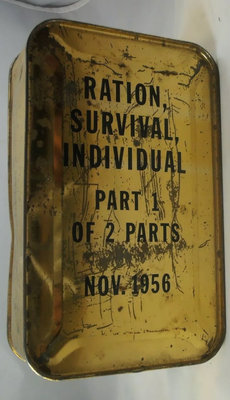 RATION,
SURVIVAL,
INDIVIDUAL
PART 1
OF 2 PARTS
NOV. 1956